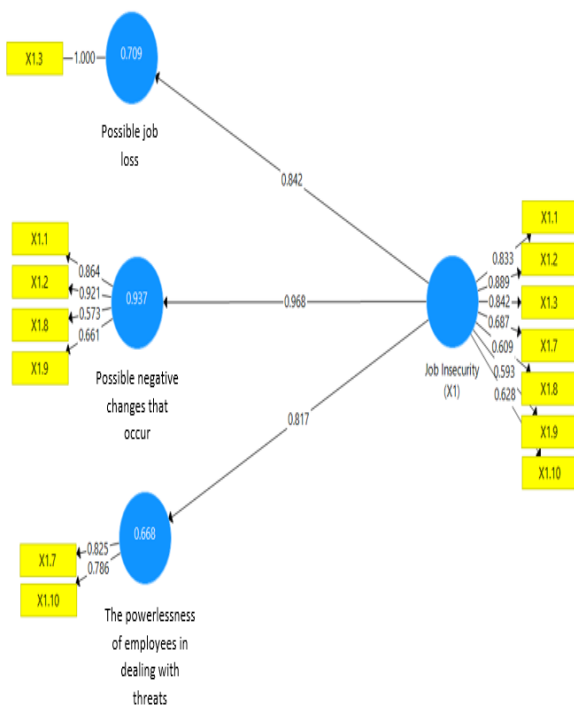 X1.3
1.000
0.709
Possible job
loss
0.842
X1.1
X1.2
X1.8
X1.9
0.864
0.921
0.573
0.661
0.937
Possible negative
changes that
occur
0.968
X1.7
X1.10
0.825
0.786
0.668
The powerlessness
of employees in
dealing with
threats
0.817
Job Insecurity
(X1)
0.833
0.889
0.842
0.687
0.609
0.593
0.628
X1.1
X1.2
X1.3
X1.7
X1.8
X1.9
X1.10